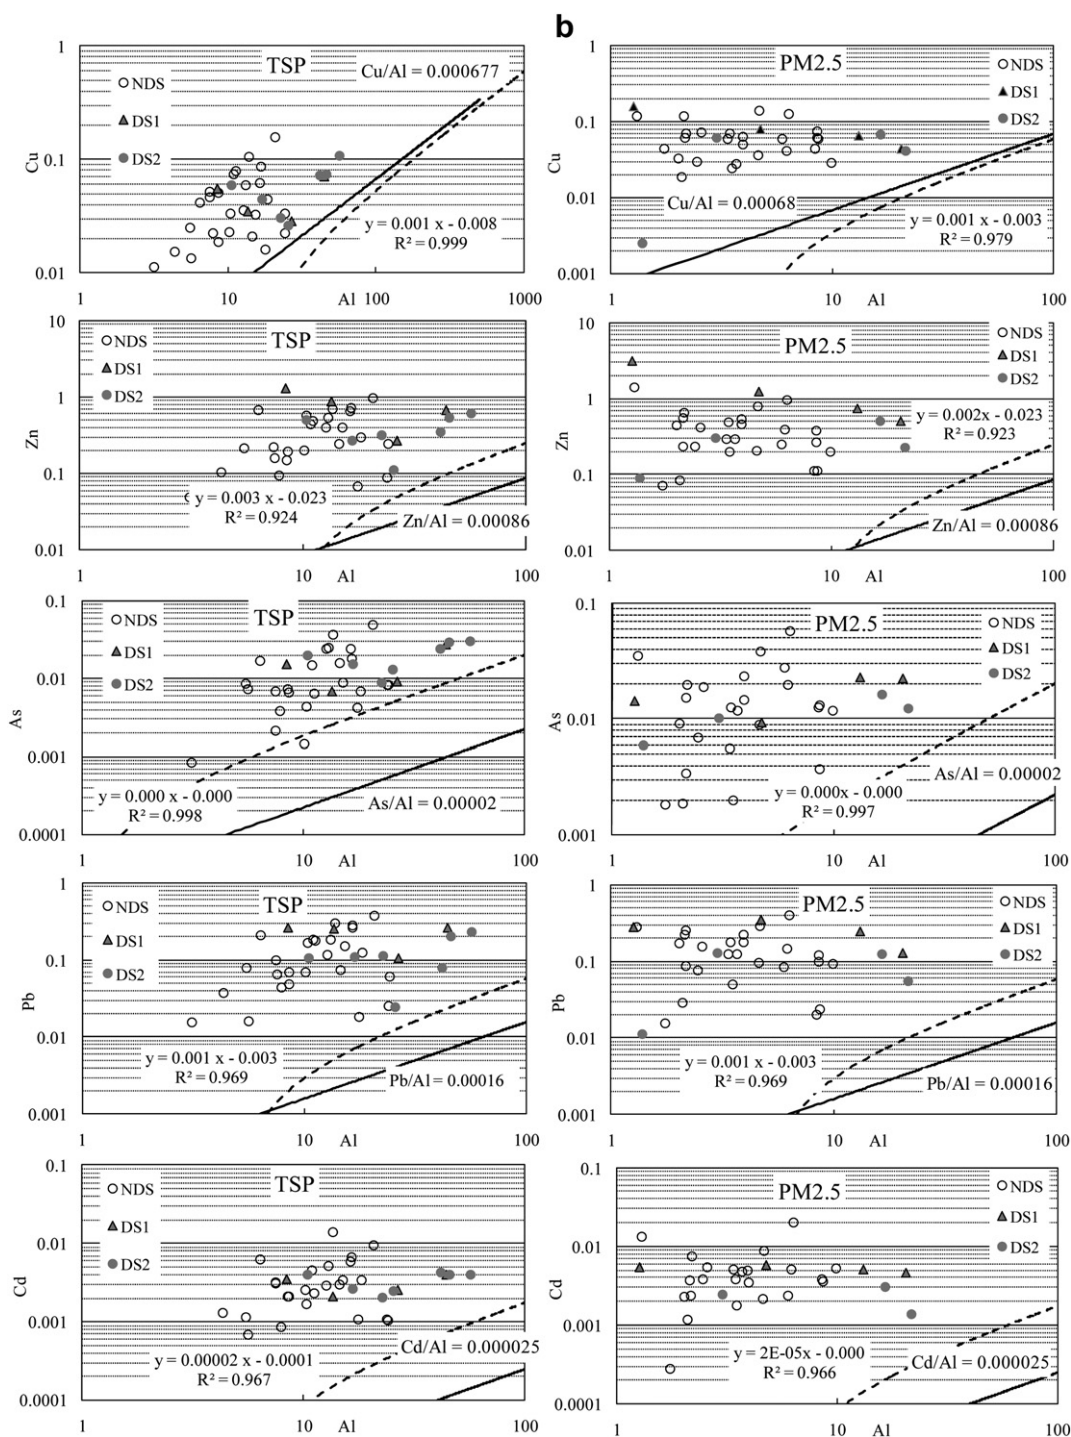 b
1
TSP
Cu/Al = 0.000677
NDS
DS1
DS2
0.1
Cu
y = 0.001 x - 0.008
R² = 0.999
0.01
1
10
Al
100
1000
1
PM2.5
NDS
DS1
DS2
0.1
Cu
0.01
Cu/Al = 0.00068
y = 0.001 x - 0.003
R² = 0.979
0.001
1
10
Al
100
10
TSP
NDS
DS1
DS2
1
Zn
0.1
y = 0.003 x - 0.023
R² = 0.924
Zn/Al = 0.00086
0.01
1
10
Al
100
10
PM2.5
NDS
DS1
DS2
1
Zn
y = 0.002x - 0.023
R² = 0.923
0.1
Zn/Al = 0.00086
0.01
1
10
Al
100
0.1
TSP
NDS
DS1
DS2
0.01
As
0.001
y = 0.000 x - 0.000
R² = 0.998
As/Al = 0.00002
0.0001
1
10
Al
100
0.1
PM2.5
NDS
DS1
DS2
0.01
As
As/Al = 0.00002
y = 0.000x - 0.000
R² = 0.997
0.001
1
10
Al
100
1
TSP
NDS
DS1
DS2
0.1
Pb
0.01
y = 0.001 x - 0.003
R² = 0.969
Pb/Al = 0.00016
0.001
1
10
Al
100
1
PM2.5
NDS
DS1
DS2
0.1
Pb
0.01
y = 0.001 x - 0.003
R² = 0.969
Pb/Al = 0.00016
0.001
1
10
Al
100
0.1
TSP
NDS
DS1
DS2
0.01
Cd
0.001
Cd/Al = 0.000025
y = 0.00002 x - 0.0001
R² = 0.967
0.0001
1
10
Al
100
0.1
PM2.5
NDS
DS1
DS2
0.01
Cd
0.001
y = 2E-05x - 0.000
R² = 0.966
Cd/Al = 0.000025
0.0001
1
10
Al
100